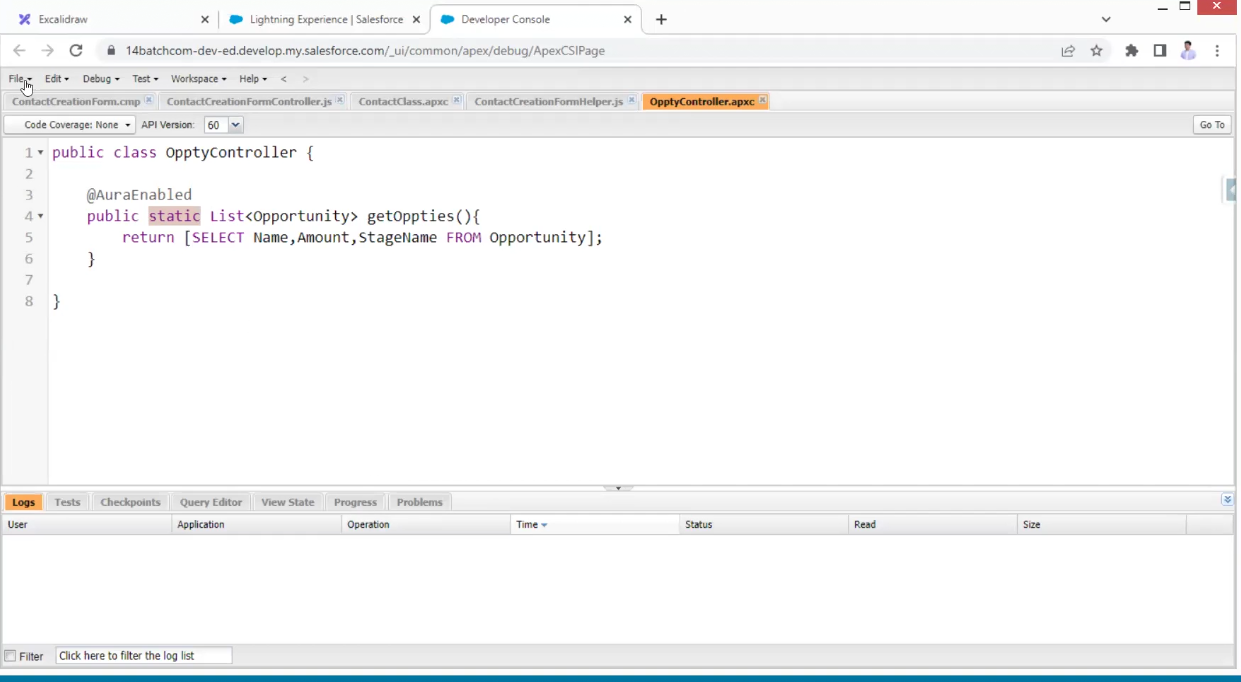 Excalidraw
Lightning Experience | Salesforce
Developer Console
14batchcom-dev-ed.develop.my.salesforce.com/_ui/common/apex/debug/ApexCSIPage
File Edit Debug Test Workspace Help < >
ContactCreationForm.cmp ContactCreationFormController.js ContactClass.apxc ContactCreationFormHelper.js OpptyController.apxc
Code Coverage: None API Version: 60 Go To
1 public class OpptyController {
2
3 @AuraEnabled
4 public static List<Opportunity> getOppties(){
5 return [SELECT Name,Amount,StageName FROM Opportunity];
6 }
7
8 }
Logs Tests Checkpoints Query Editor View State Progress Problems
User Application Operation Time Status Read Size
Filter Click here to filter the log list